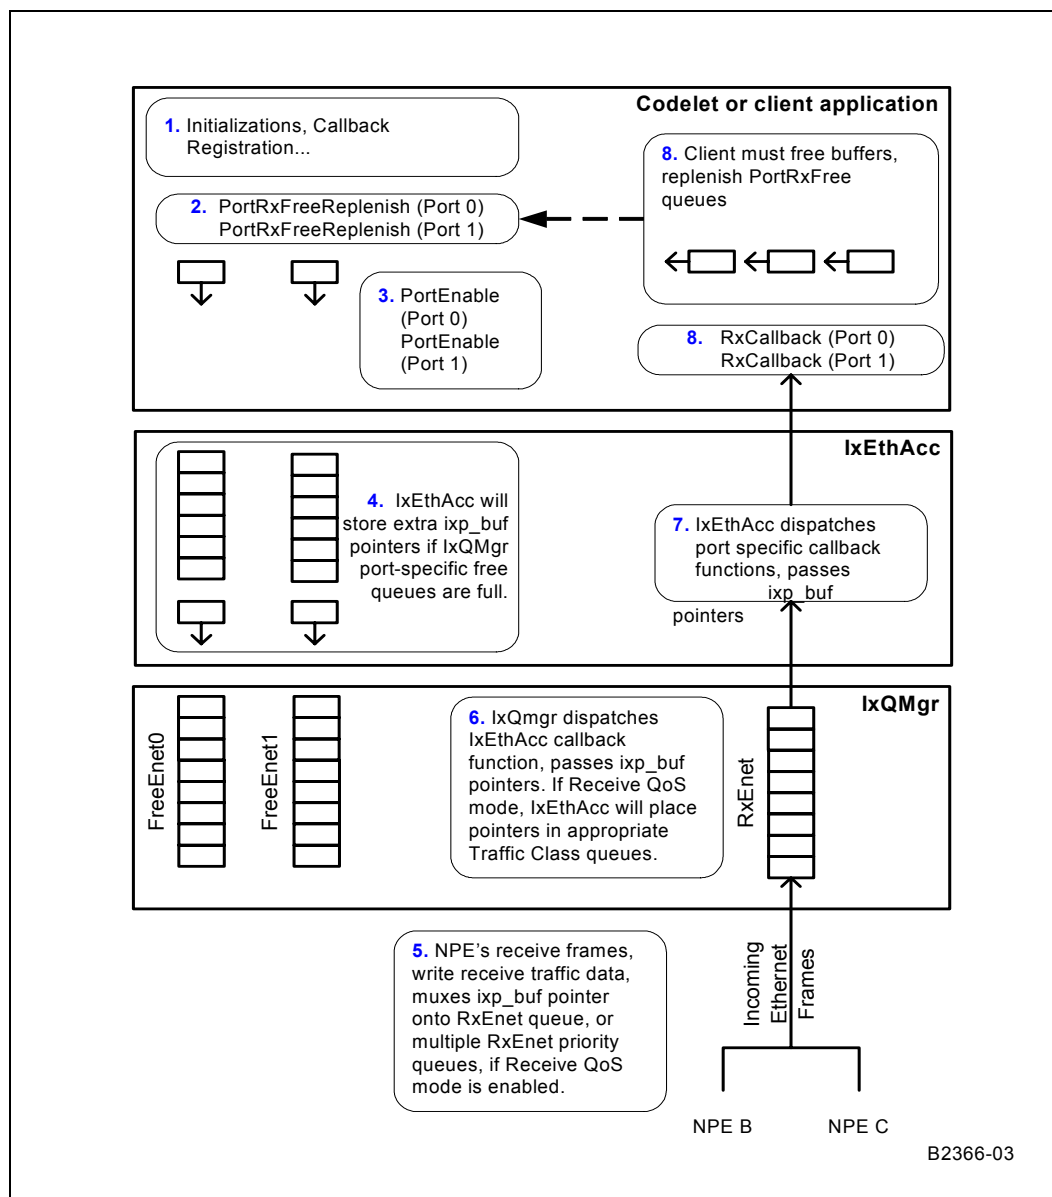 Codelet or client application
1. Initializations, Callback
Registration...
8. Client must free buffers,
replenish PortRxFree
queues
2. PortRxFreeReplenish (Port 0)
PortRxFreeReplenish (Port 1)
3. PortEnable
(Port 0)
PortEnable
(Port 1)
8. RxCallback (Port 0)
RxCallback (Port 1)
IxEthAcc
4. IxEthAcc will
store extra ixp_buf
pointers if IxQMgr
port-specific free
queues are full.
7. IxEthAcc dispatches
port specific callback
functions, passes
ixp_buf
pointers
IxQMgr
FreeEnet0
FreeEnet1
6. IxQmgr dispatches
IxEthAcc callback
function, passes ixp_buf
pointers. If Receive QoS
mode, IxEthAcc will place
pointers in appropriate
Traffic Class queues.
RxEnet
5. NPE's receive frames,
write receive traffic data,
muxes ixp_buf pointer
onto RxEnet queue, or
multiple RxEnet priority
queues, if Receive QoS
mode is enabled.
Incoming
Ethernet
Frames
NPE B
NPE C
B2366-03